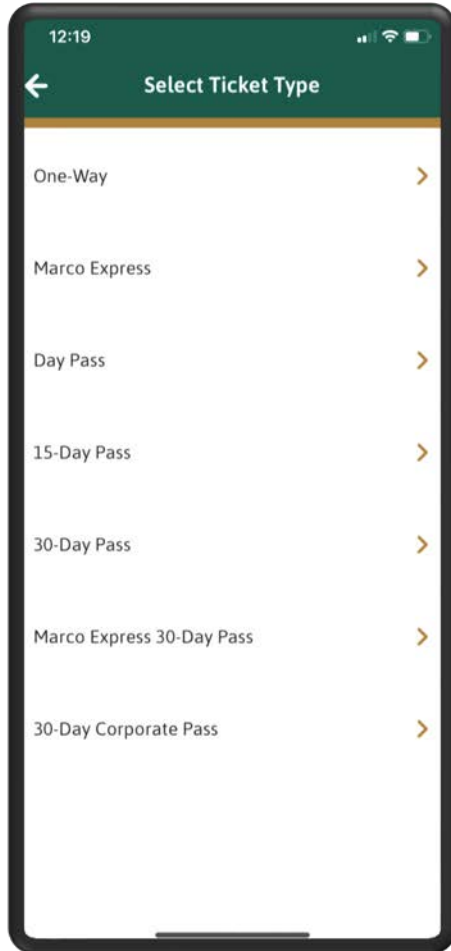 12:19
Select Ticket Type
One-Way
Marco Express
Day Pass
15-Day Pass
30-Day Pass
Marco Express 30-Day Pass
30-Day Corporate Pass